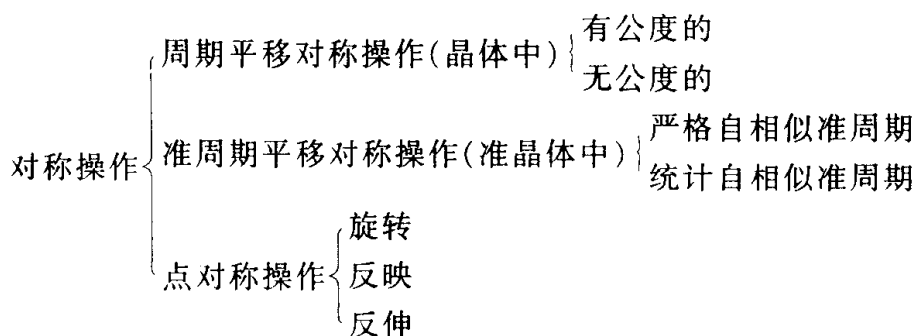 有公度的
周期平移对称操作(晶体中)
无公度的
严格自相似准周期
对称操作
准周期平移对称操作(准晶体中)
统计自相似准周期
旋转
点对称操作
反映
反伸